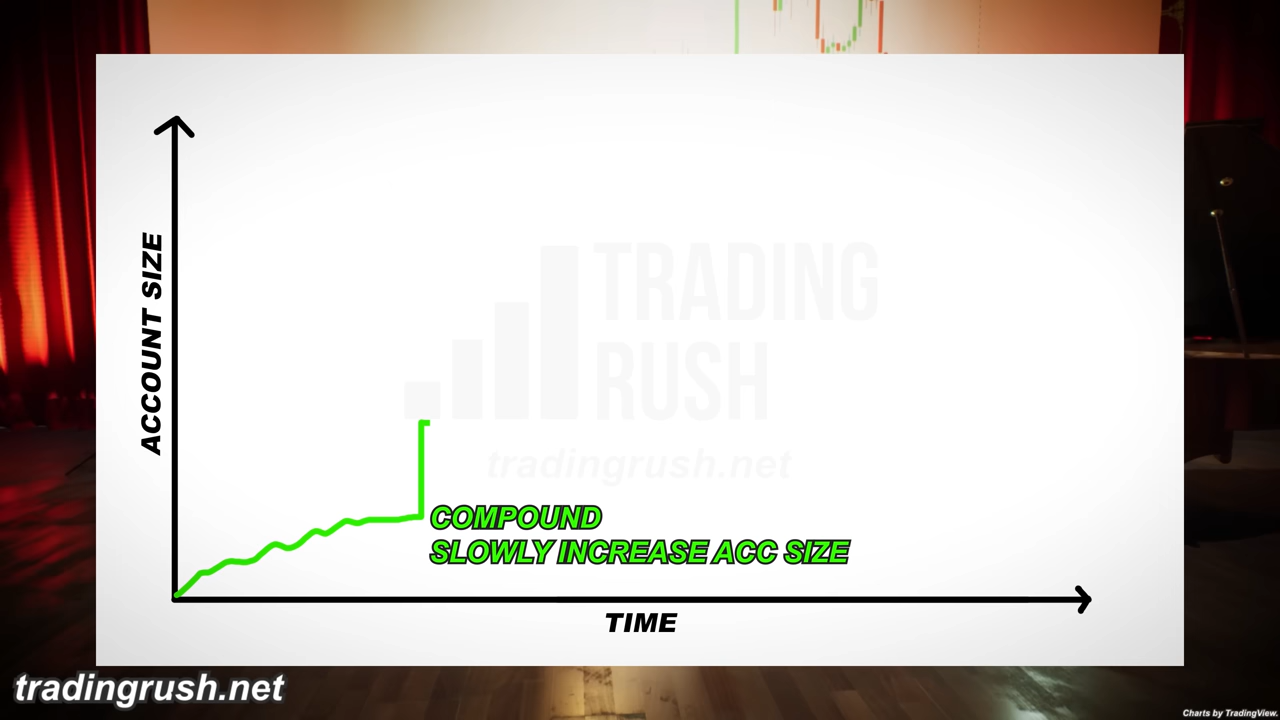 ACCOUNT SIZE
TRADING
RUSH
tradingrush.net
COMPOUND
SLOWLY INCREASE ACC SIZE
TIME
tradingrush.net
Charts by TradingView.